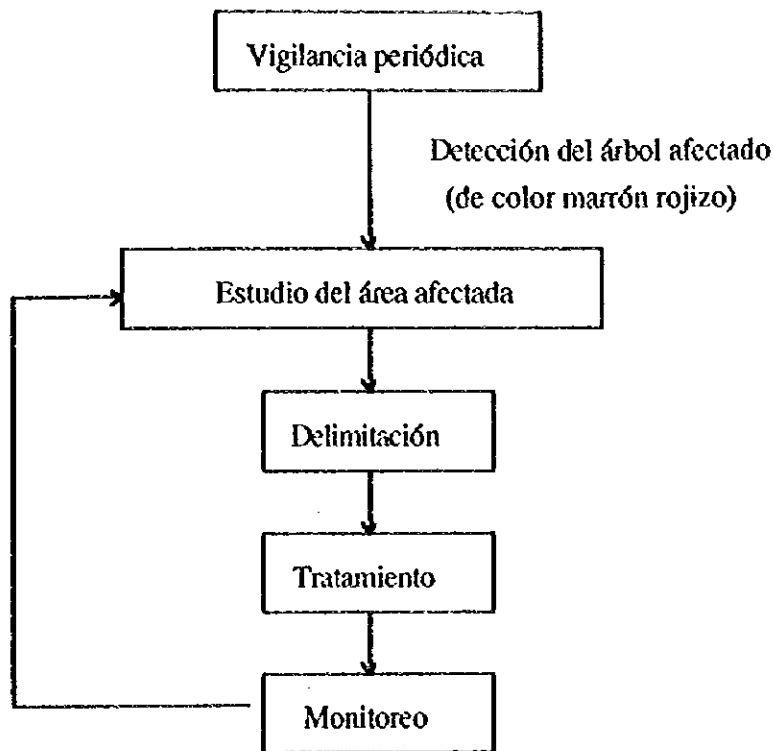 Vigilancia periódica
Detección del árbol afectado
(de color marrón rojizo)
Estudio del área afectada
Delimitación
Tratamiento
Monitoreo